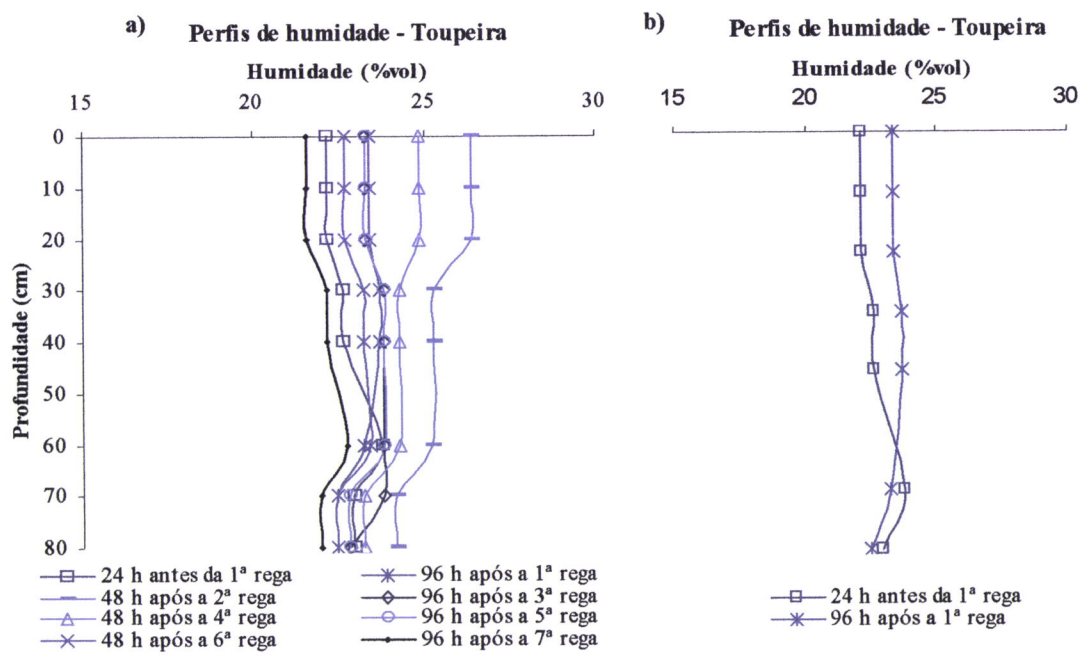 a)
Perfis de humidade - Toupeira
Humidade (%vol)
15 20 25 30
Profundidade (cm)
0
10
20
30
40
50
60
70
80
24 h antes da 1ª rega
96 h após a 1ª rega
48 h após a 2ª rega
96 h após a 3ª rega
48 h após a 4ª rega
96 h após a 5ª rega
48 h após a 6ª rega
96 h após a 7ª rega
b)
Perfis de humidade - Toupeira
Humidade (%vol)
15 20 25 30
24 h antes da 1ª rega
96 h após a 1ª rega